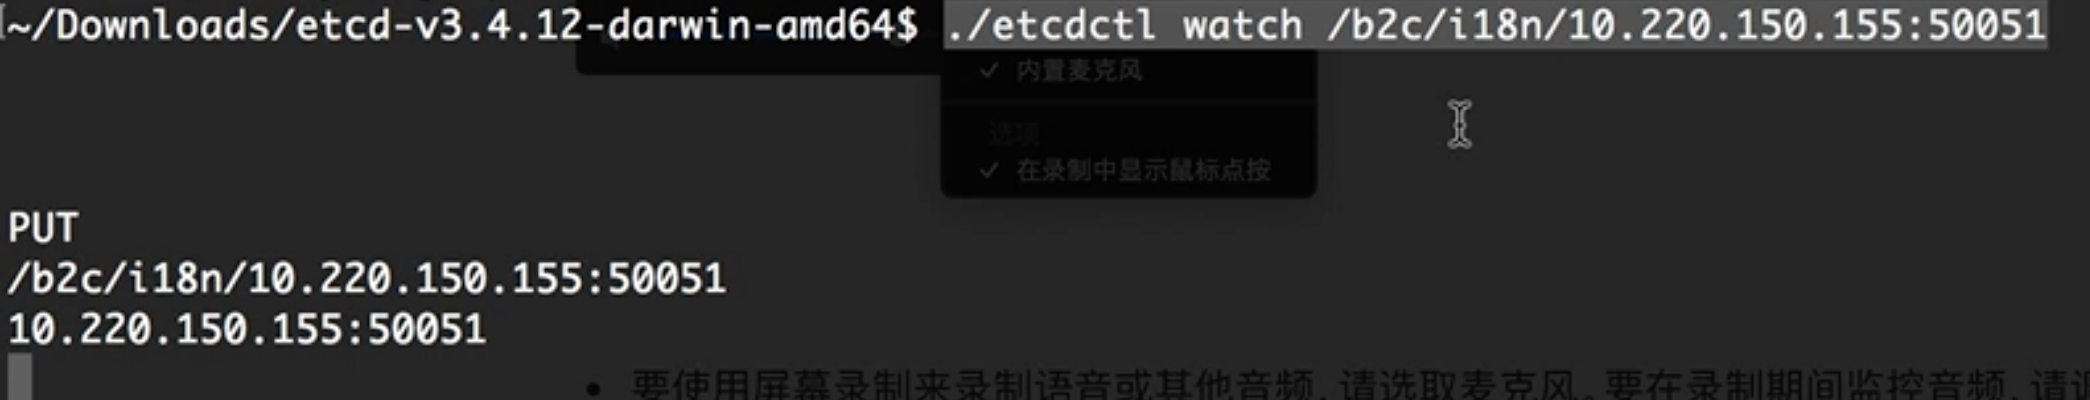 ~/Downloads/etcd-v3.4.12-darwin-amd64$ ./etcdctl watch /b2c/i18n/10.220.150.155:50051
✓ 内置麦克风
选项
✓ 在录制中显示鼠标点按
PUT
/b2c/i18n/10.220.150.155:50051
10.220.150.155:50051
• 要使用屏幕录制来录制语音或其他音频,请选取麦克风。要在录制期间监控音频,请